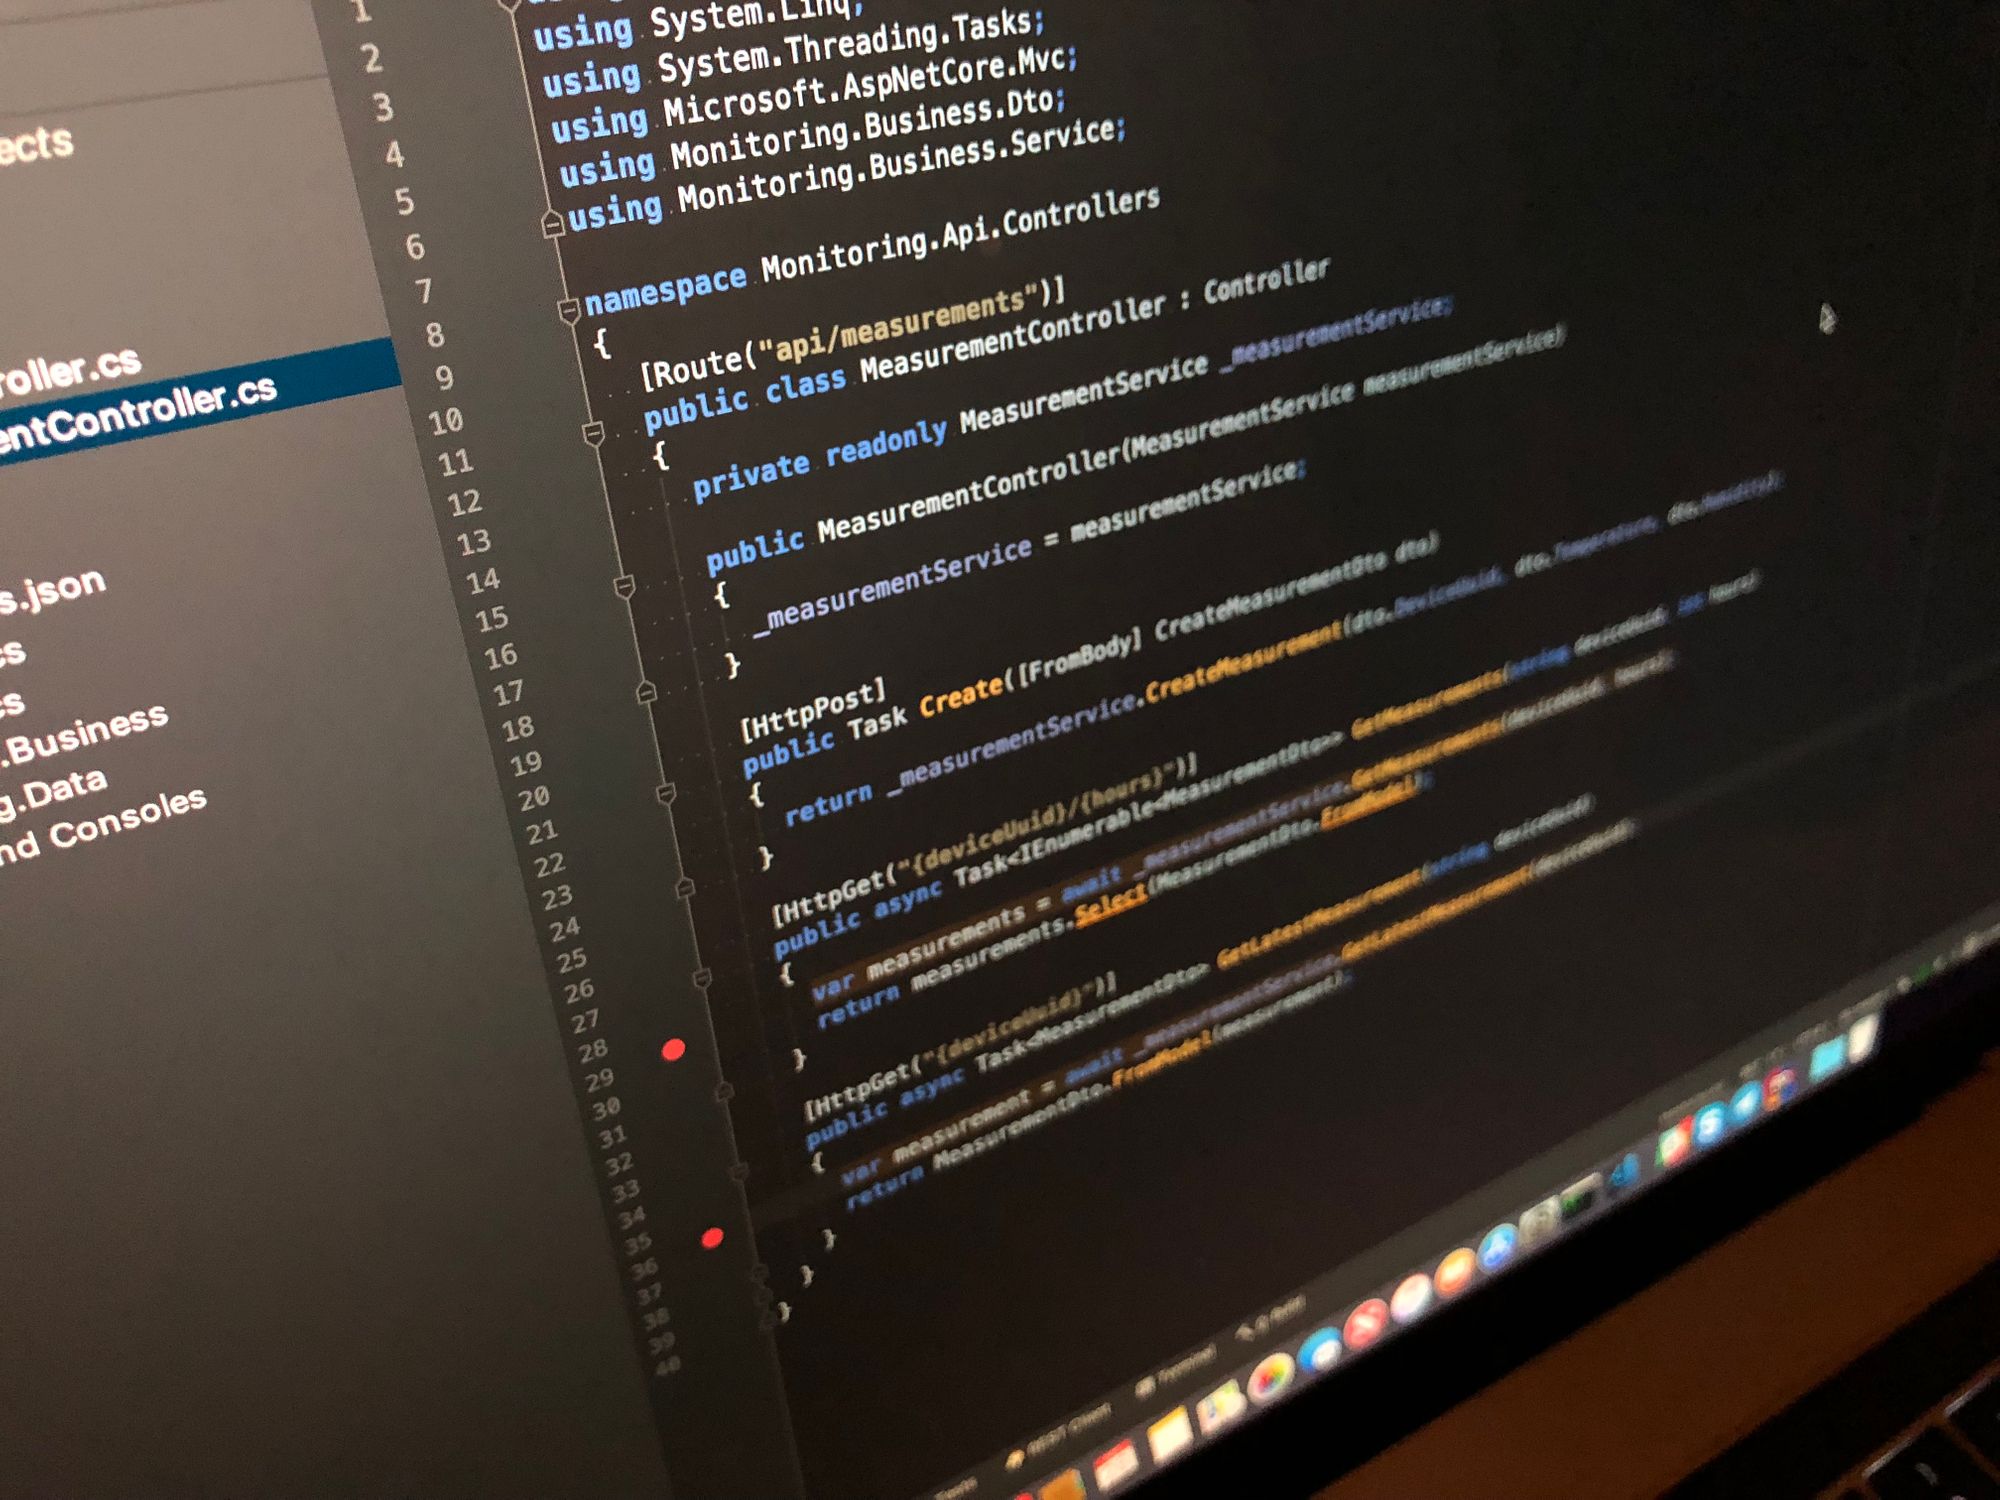 1
using System.Linq;
2
using System.Threading.Tasks;
3
using Microsoft.AspNetCore.Mvc;
4
using Monitoring.Business.Dto;
5
using Monitoring.Business.Service;
6
7
namespace Monitoring.Api.Controllers
8
{
9
[Route("api/measurements")]
10
public class MeasurementController : Controller
11
{
12
private readonly MeasurementService _measurementService;
13
14
public MeasurementController(MeasurementService measurementService)
15
{
16
_measurementService = measurementService;
17
}
18
19
[HttpPost]
20
public Task Create([FromBody] CreateMeasurementDto dto)
21
{
22
return _measurementService.CreateMeasurement(dto.DeviceUuid, dto.Temperature, dto.Humidity);
23
}
24
25
[HttpGet("{deviceUuid}/{hours}")]
26
public async Task<IEnumerable<MeasurementDto>> GetMeasurements(string deviceUuid, int hours)
27
{
28
var measurements = await _measurementService.GetMeasurements(deviceUuid, hours);
29
return measurements.Select(MeasurementDto.FromModel);
30
}
31
32
[HttpGet("{deviceUuid}")]
33
public async Task<MeasurementDto> GetLatestMeasurement(string deviceUuid)
34
{
35
var measurement = await _measurementService.GetLatestMeasurement(deviceUuid);
36
return MeasurementDto.FromModel(measurement);
37
}
38
}
39
}
40
ects
roller.cs
entController.cs
s.json
cs
cs
.Business
g.Data
nd Consoles
REST Client
Terminal